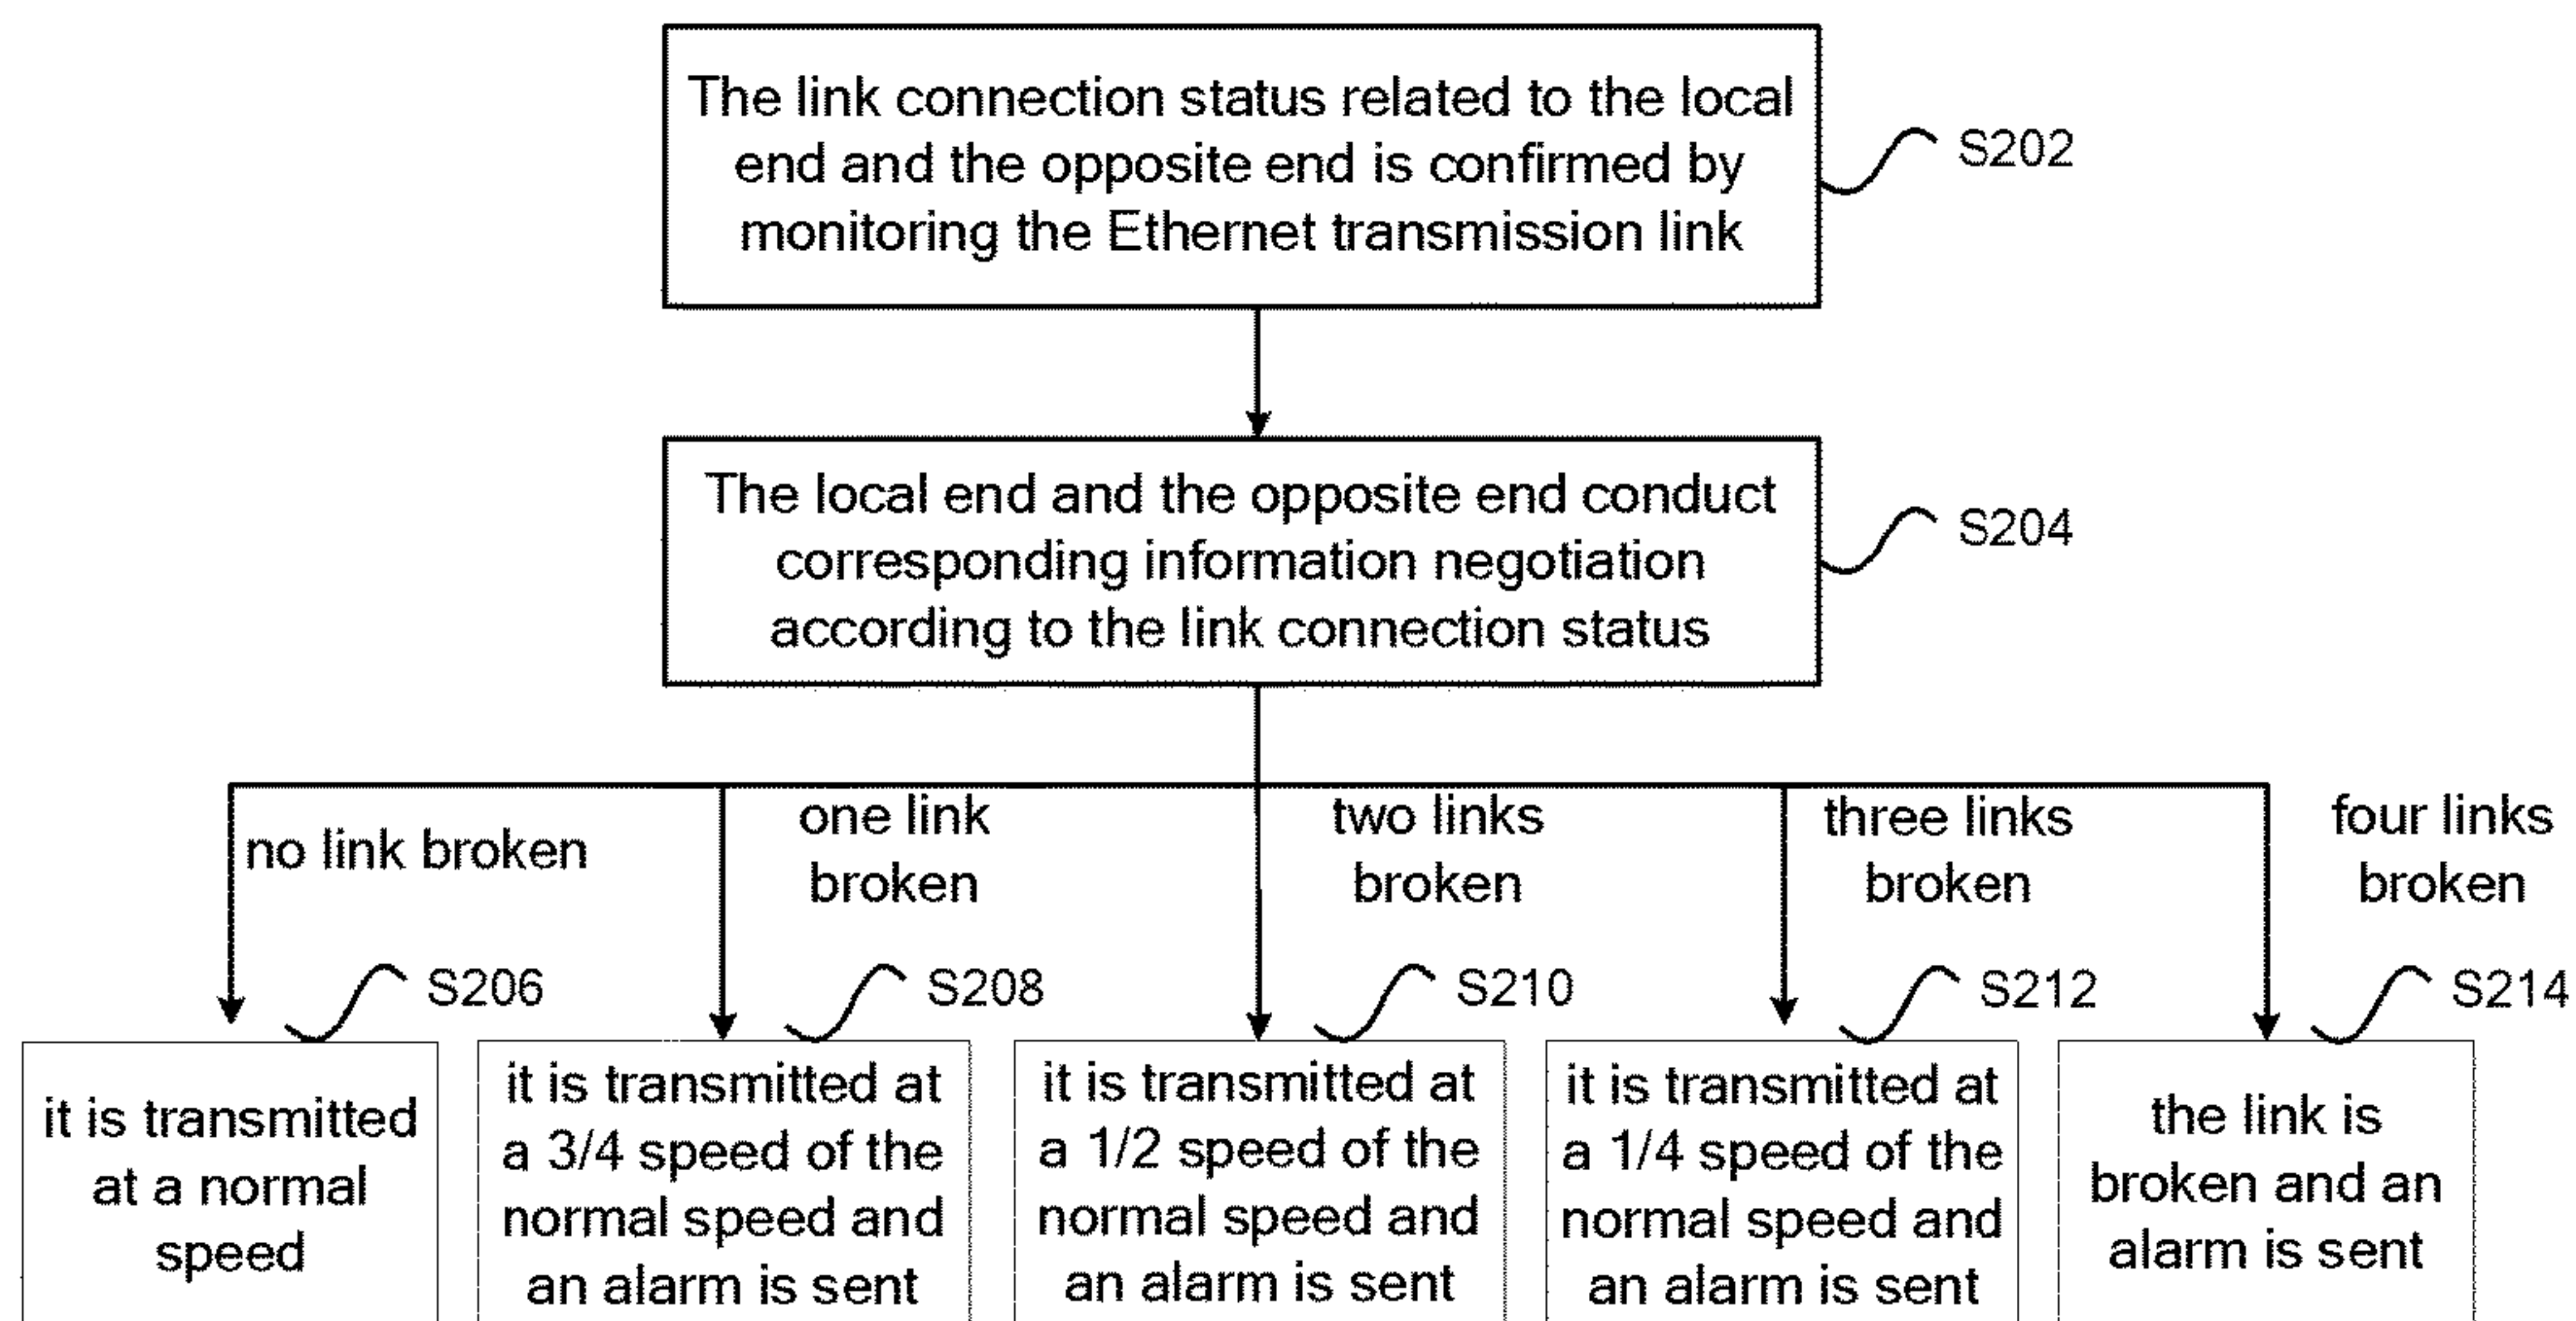 The link connection status related to the local
end and the opposite end is confirmed by
monitoring the Ethernet transmission link
S202
The local end and the opposite end conduct
corresponding information negotiation
according to the link connection status
S204
no link broken
one link
broken
two links
broken
three links
broken
four links
broken
S206
S208
S210
S212
S214
it is transmitted
at a normal
speed
it is transmitted at
a 3/4 speed of the
normal speed and
an alarm is sent
it is transmitted at
a 1/2 speed of the
normal speed and
an alarm is sent
it is transmitted at
a 1/4 speed of the
normal speed and
an alarm is sent
the link is
broken and an
alarm is sent